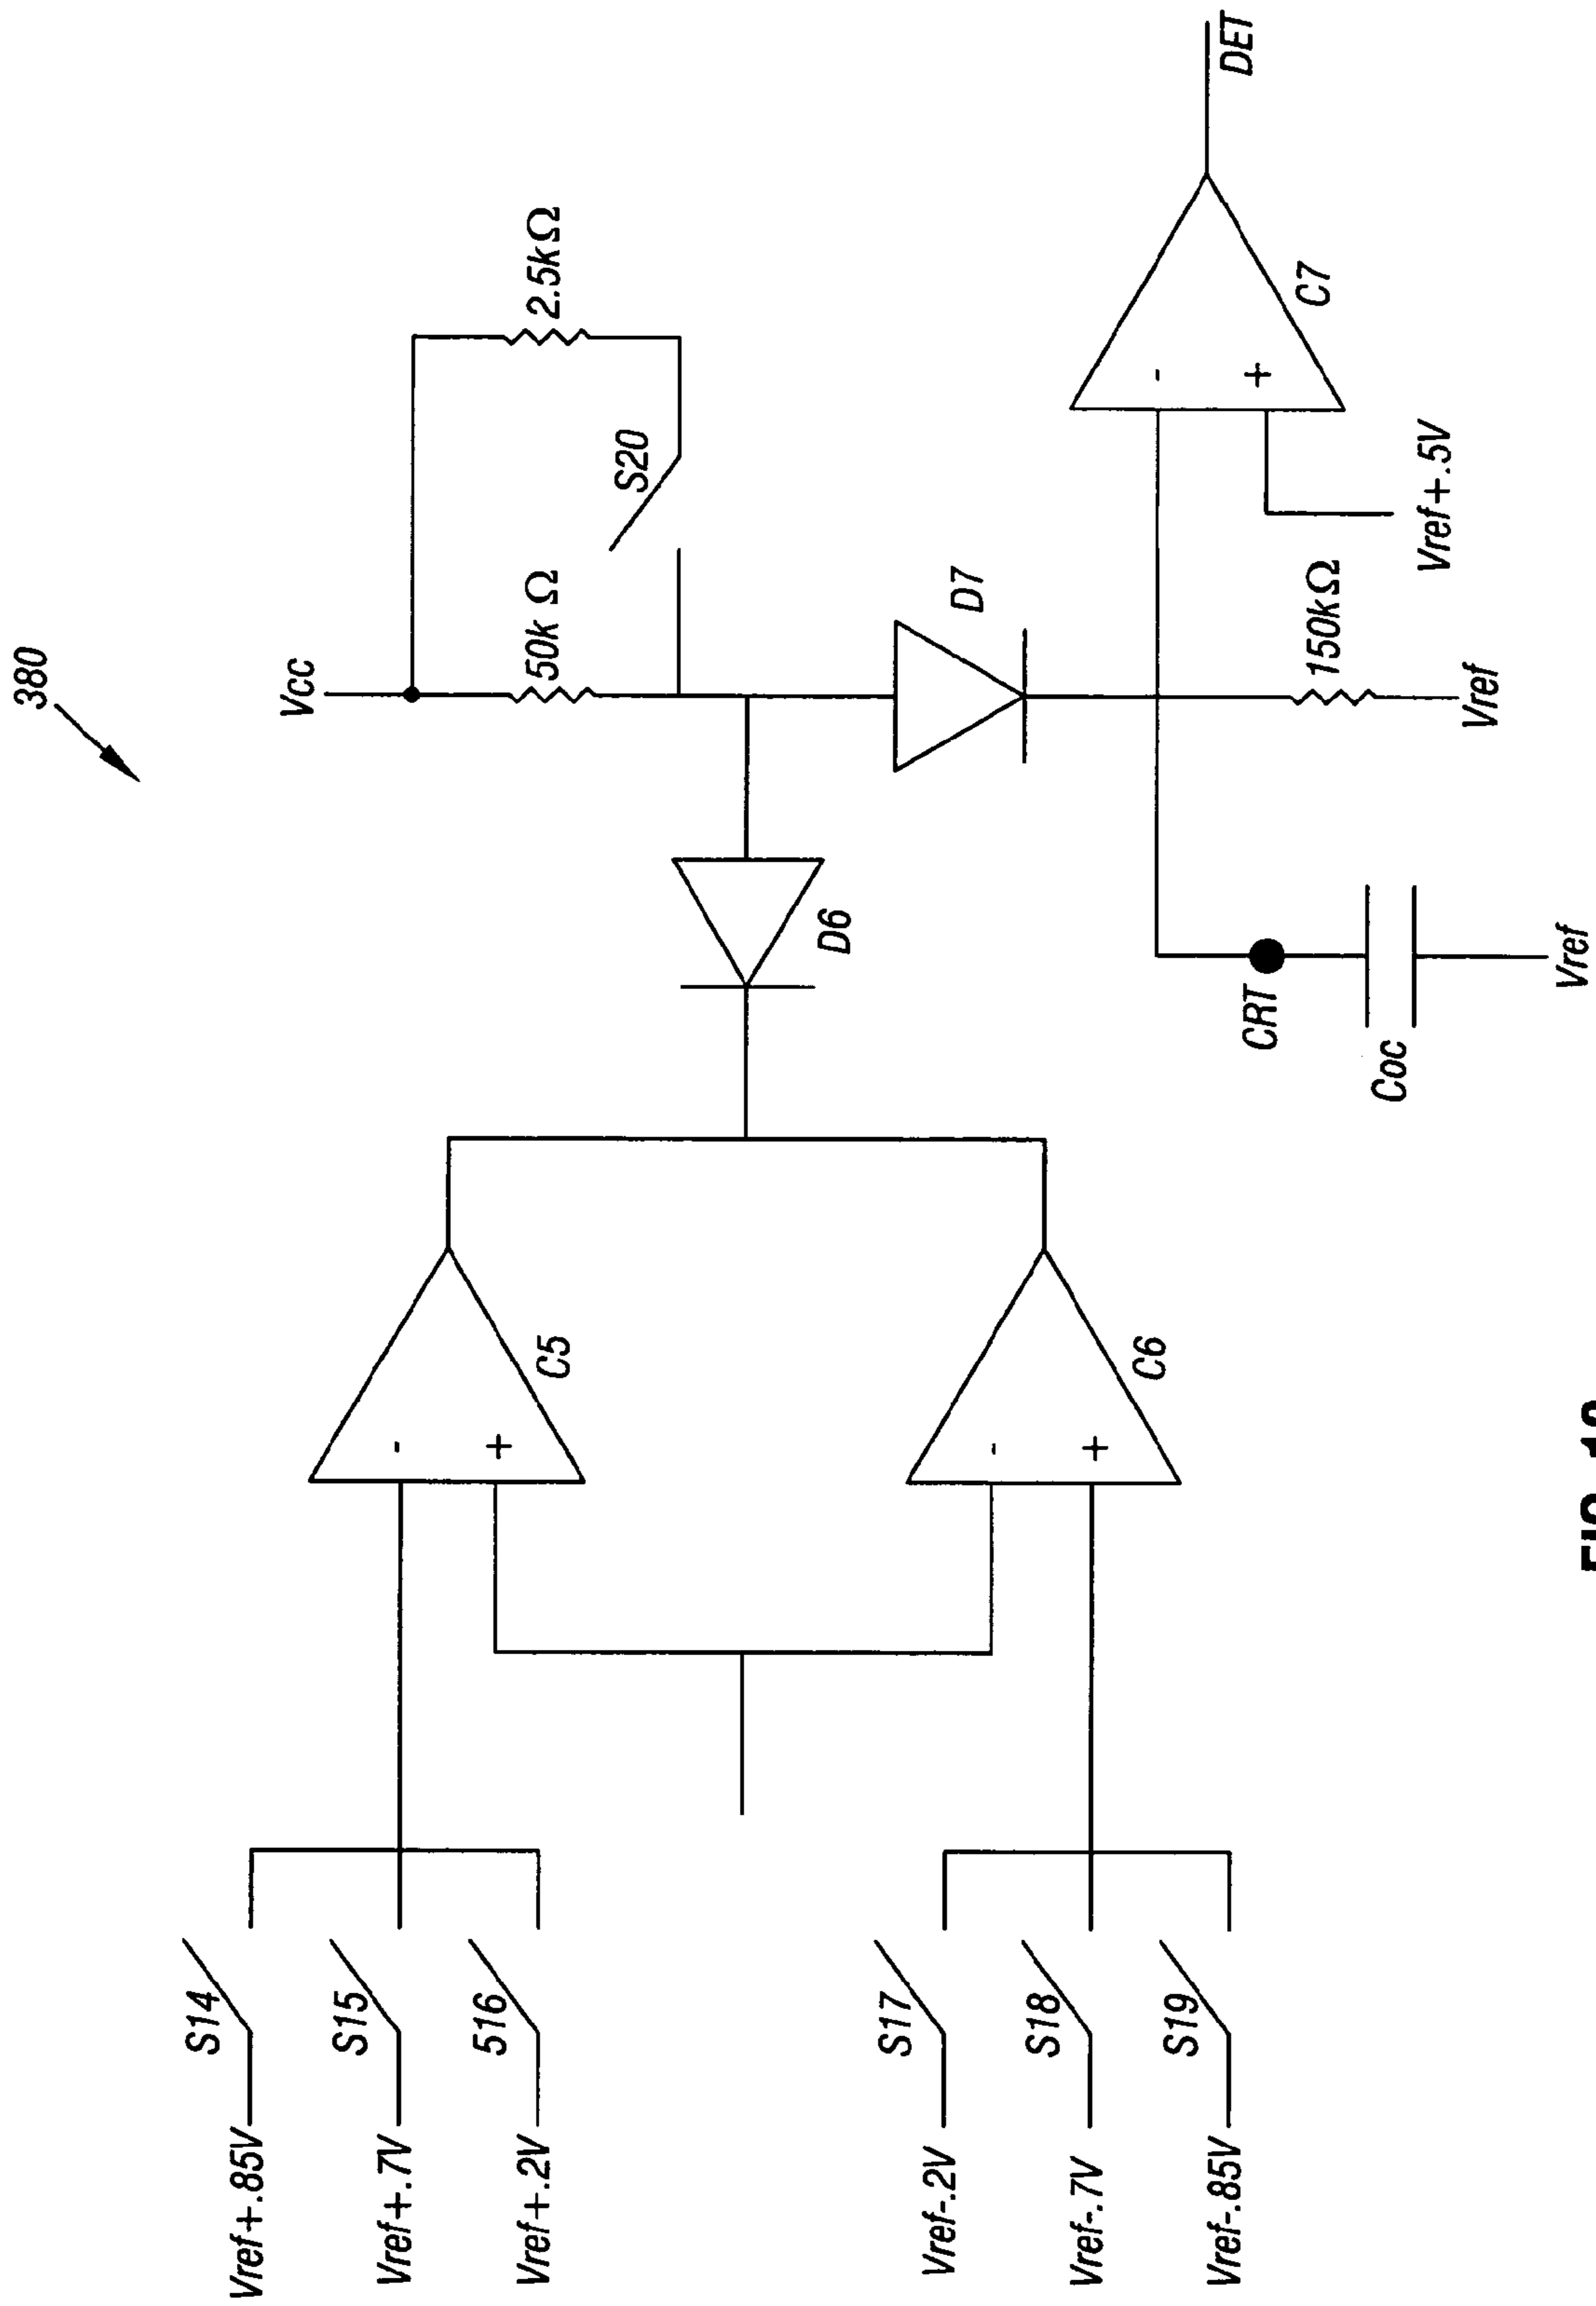 380
Vcc
S14
Vref+.85V
2.5kΩ
50k Ω
S15
Vref+.7V
S20
516
Vref+.2V
C5
D6
D7
S17
Vref-.2V
DET
S18
Vref-.7V
C6
S19
Vref-.85V
CRT
C7
150kΩ
Coc
Vref+.5V
Vref
Vref
- + - + - +
FIG.